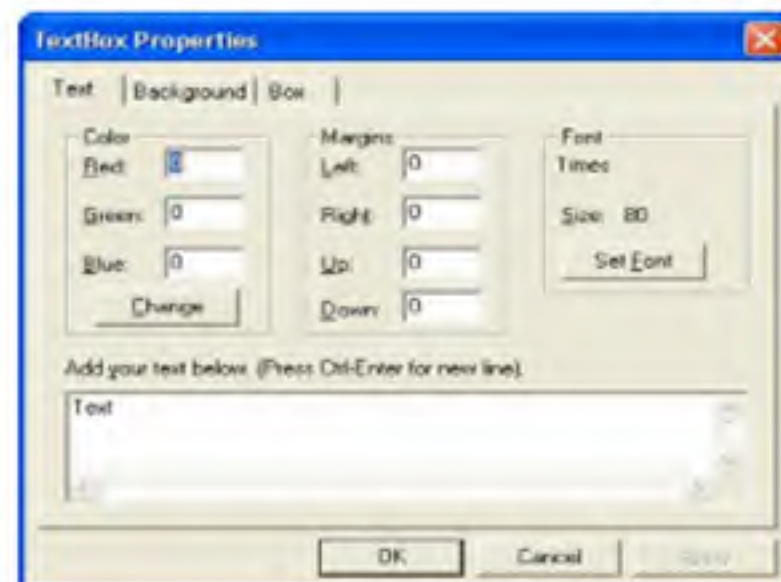 TextBox Properties
Text Background Box
Color
Red: 0
Green: 0
Blue: 0
Change
Margins
Left: 0
Right: 0
Up: 0
Down: 0
Font
Times
Size: 80
Set Font
Add your text below. (Press Ctrl-Enter for new line).
Text
OK Cancel Apply